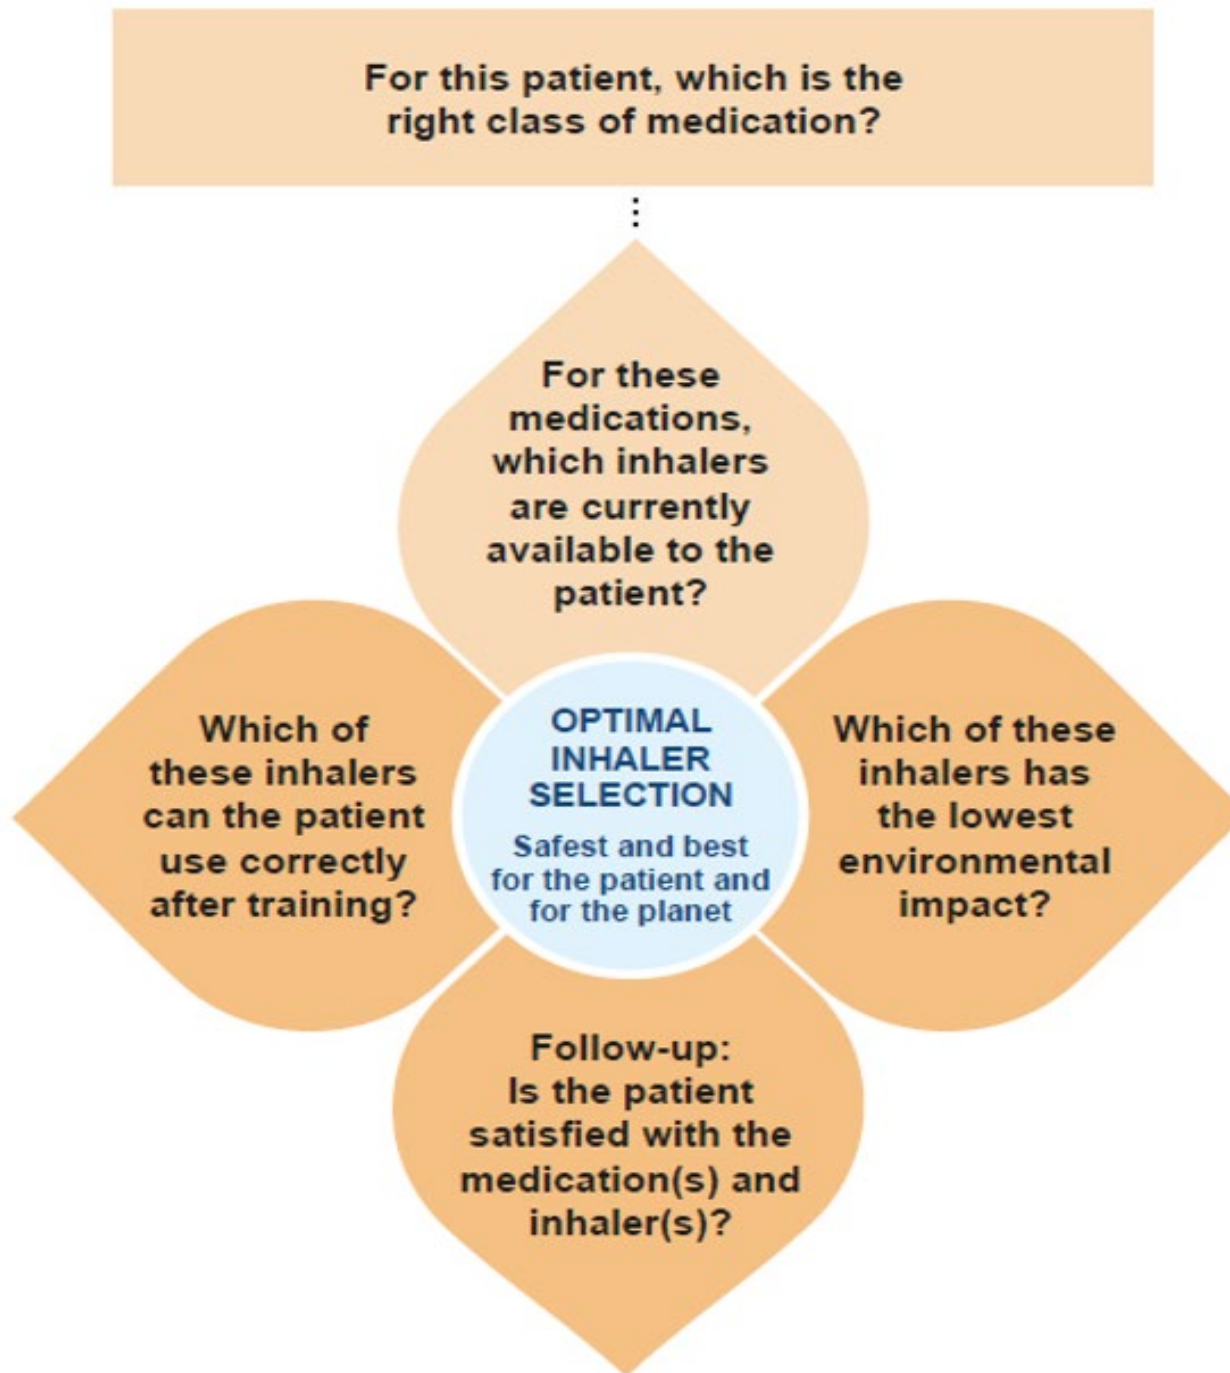 For this patient, which is the
right class of medication?
For these
medications,
which inhalers
are currently
available to the
patient?
Which of
these inhalers
can the patient
use correctly
after training?
OPTIMAL
INHALER
SELECTION
Safest and best
for the patient and
for the planet
Which of these
inhalers has
the lowest
environmental
impact?
Follow-up:
Is the patient
satisfied with the
medication(s) and
inhaler(s)?